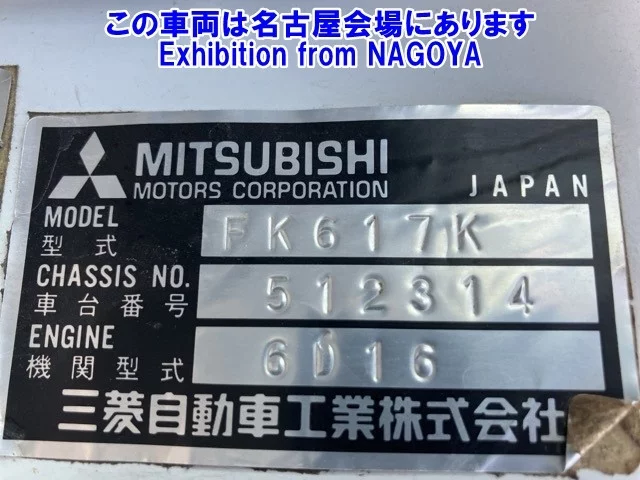 この車両は名古屋会場にあります
Exhibition from NAGOYA
MITSUBISHI
MOTORS CORPORATION JAPAN
MODEL
型式 FK617K
CHASSIS NO.
車台番号 512314
ENGINE
機関型式 6D16
三菱自動車工業株式会社